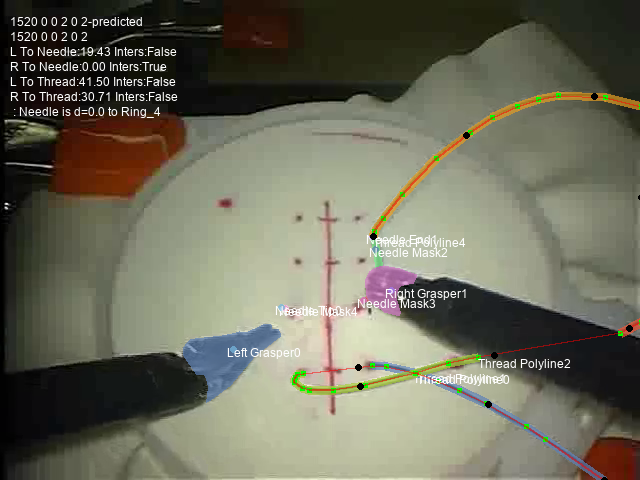 1520 0 0 2 0 2-predicted
1520 0 0 2 0 2
L To Needle:19.43 Inters:False
R To Needle:0.00 Inters:True
L To Thread:41.50 Inters:False
R To Thread:30.71 Inters:False
: Needle is d=0.0 to Ring_4
Needle End1
Thread Polyline4
Needle Mask2
Right Grasper1
Needle Mask3
Needle Mask4
Left Grasper0
Thread Polyline2